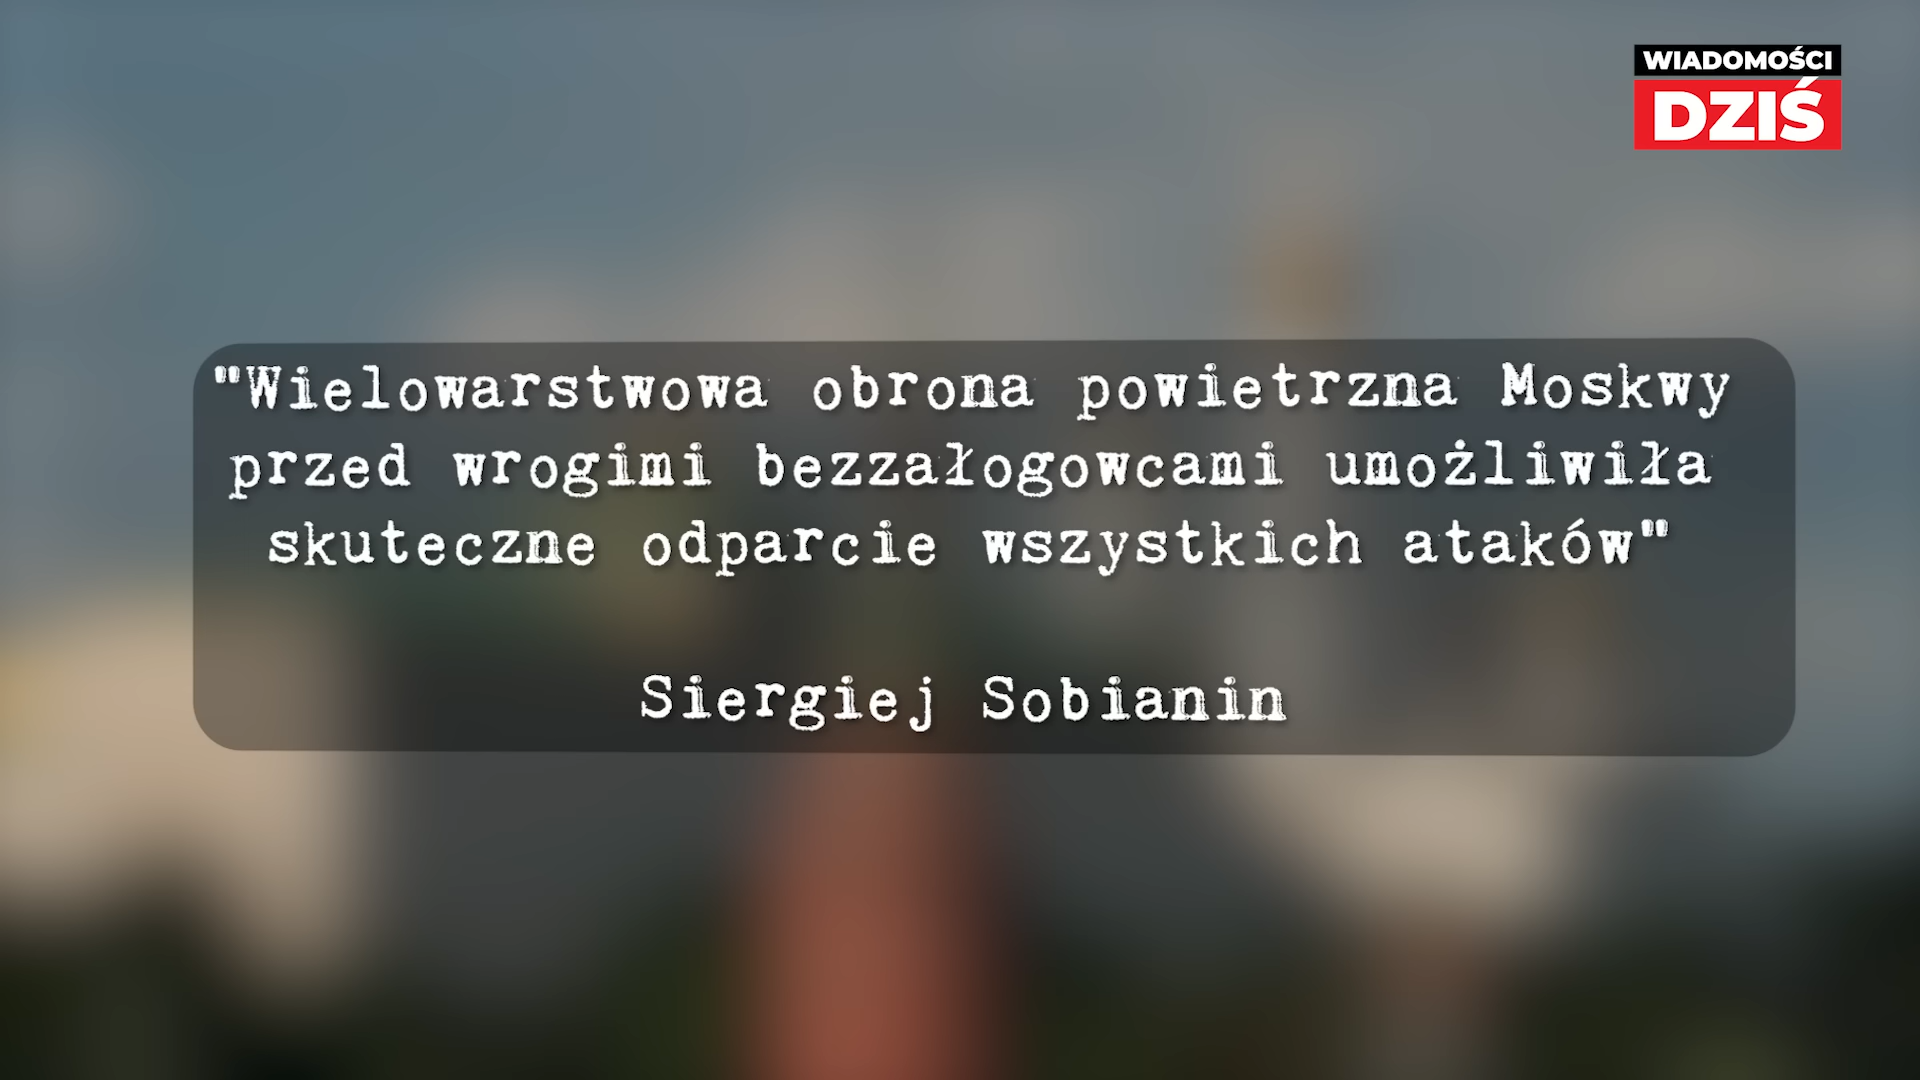 WIADOMOŚCI
DZIŚ
"Wielowarstwowa obrona powietrzna Moskwy
przed wrogimi bezzałogowcami umożliwiła
skuteczne odparcie wszystkich ataków"
Siergiej Sobianin